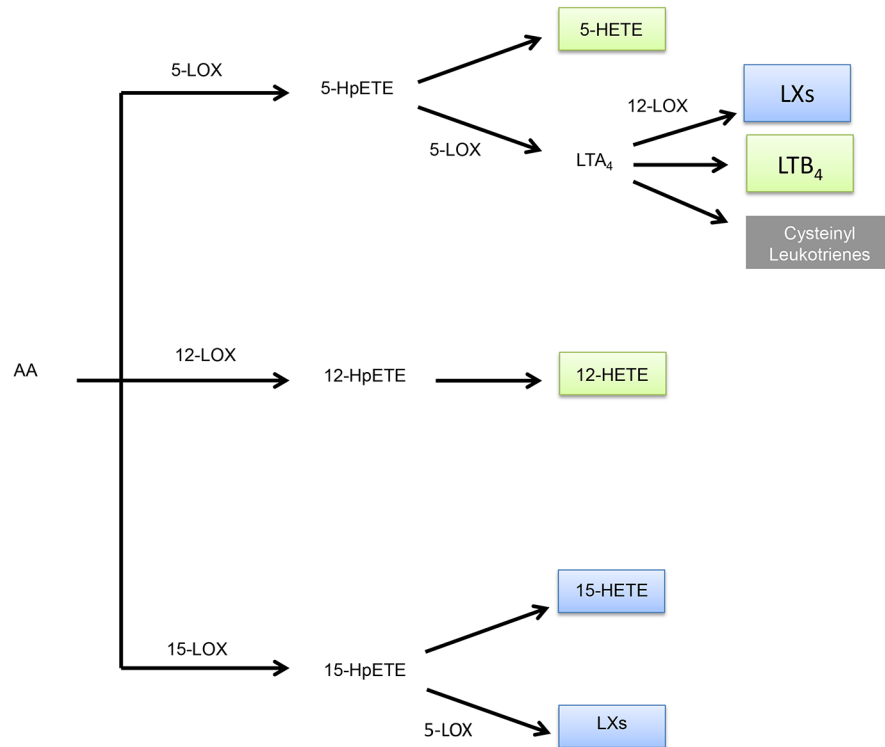 5-HETE
5-LOX
5-HpETE
LXs
12-LOX
5-LOX
LTA4
LTB4
Cysteinyl
Leukotrienes
AA
12-LOX
12-HpETE
12-HETE
15-HETE
15-LOX
15-HpETE
5-LOX
LXs